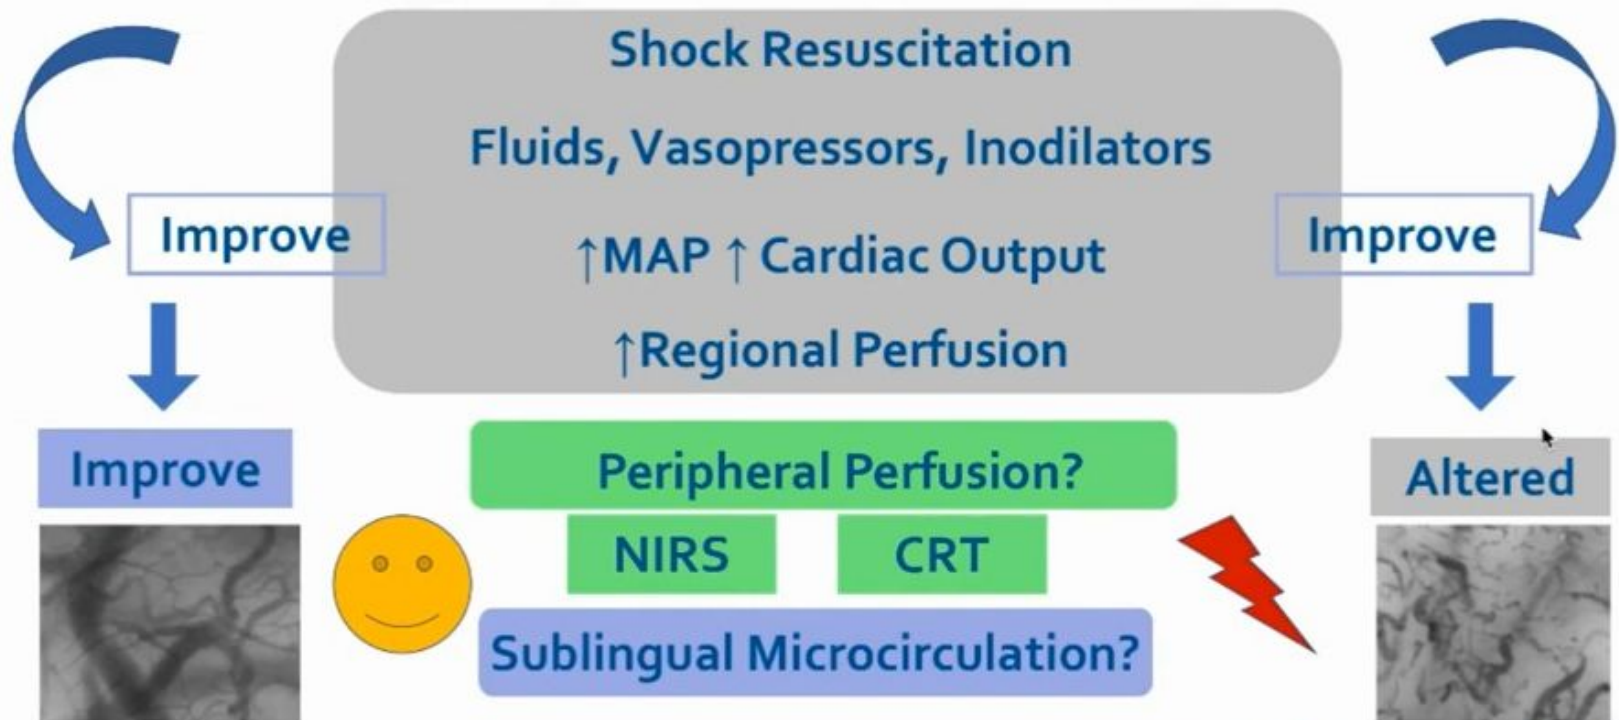 Shock Resuscitation
Fluids, Vasopressors, Inodilators
Improve
↑MAP ↑ Cardiac Output
Improve
↑Regional Perfusion
Improve
Peripheral Perfusion?
Altered
NIRS
CRT
Sublingual Microcirculation?